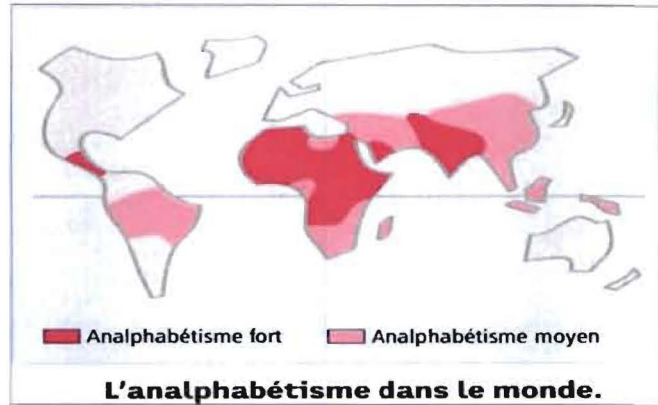 Analphabétisme fort
Analphabétisme moyen
L'analphabétisme dans le monde.